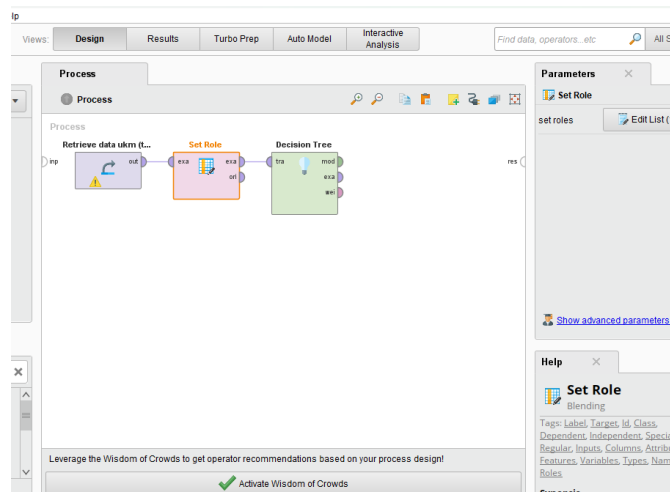 lp
Views: Design Results Turbo Prep Auto Model Interactive Analysis Find data, operators...etc All S
Process
Process
Process
Retrieve data ukm (t... Set Role Decision Tree
inp out exa exa tra mod res
ori exa
wei
Leverage the Wisdom of Crowds to get operator recommendations based on your process design!
Activate Wisdom of Crowds
Parameters
Set Role
set roles Edit List (
Show advanced parameters
Help
Set Role
Blending
Tags: Label, Target, Id, Class,
Dependent, Independent, Specia
Regular, Inputs, Columns, Attribu
Features, Variables, Types, Nam
Roles
Synopsis